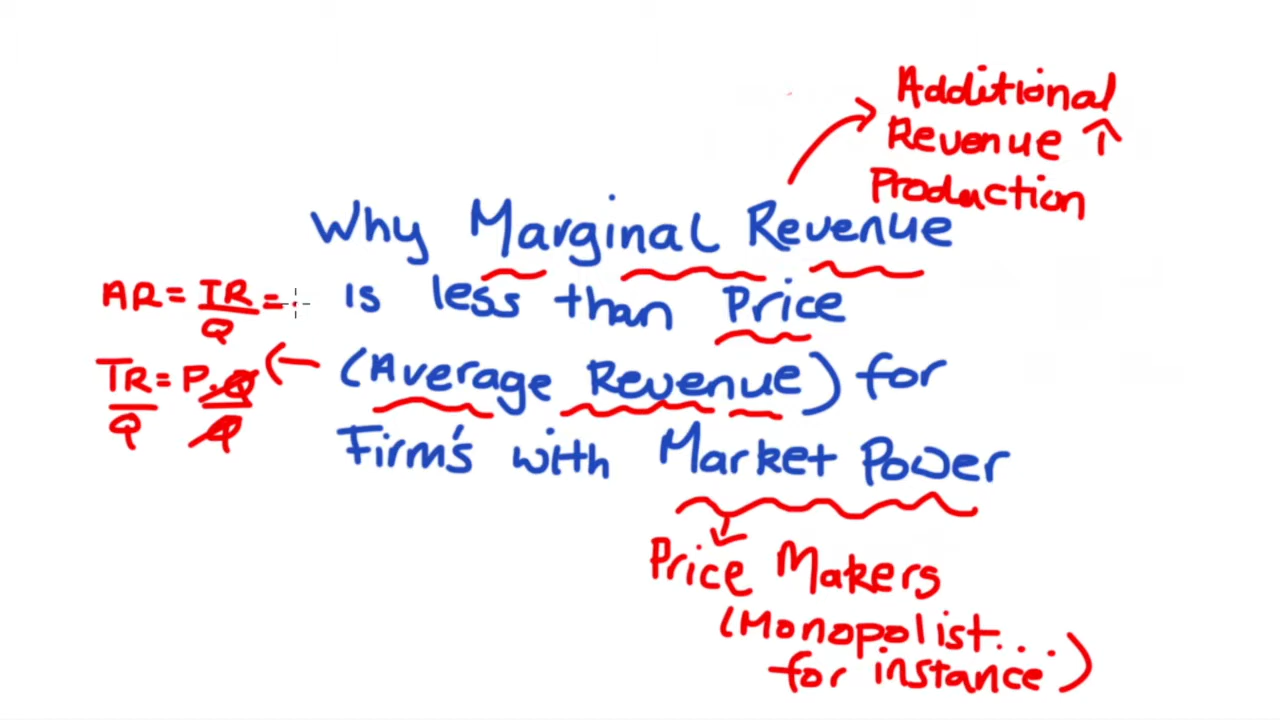 Additional
Revenue ↑
Production
Why Marginal Revenue
is less than Price
(Average Revenue) for
Firm's with Market Power
AR = TR/Q =
TR/Q = P.Q/Q
Price Makers
(Monopolist...
for instance)